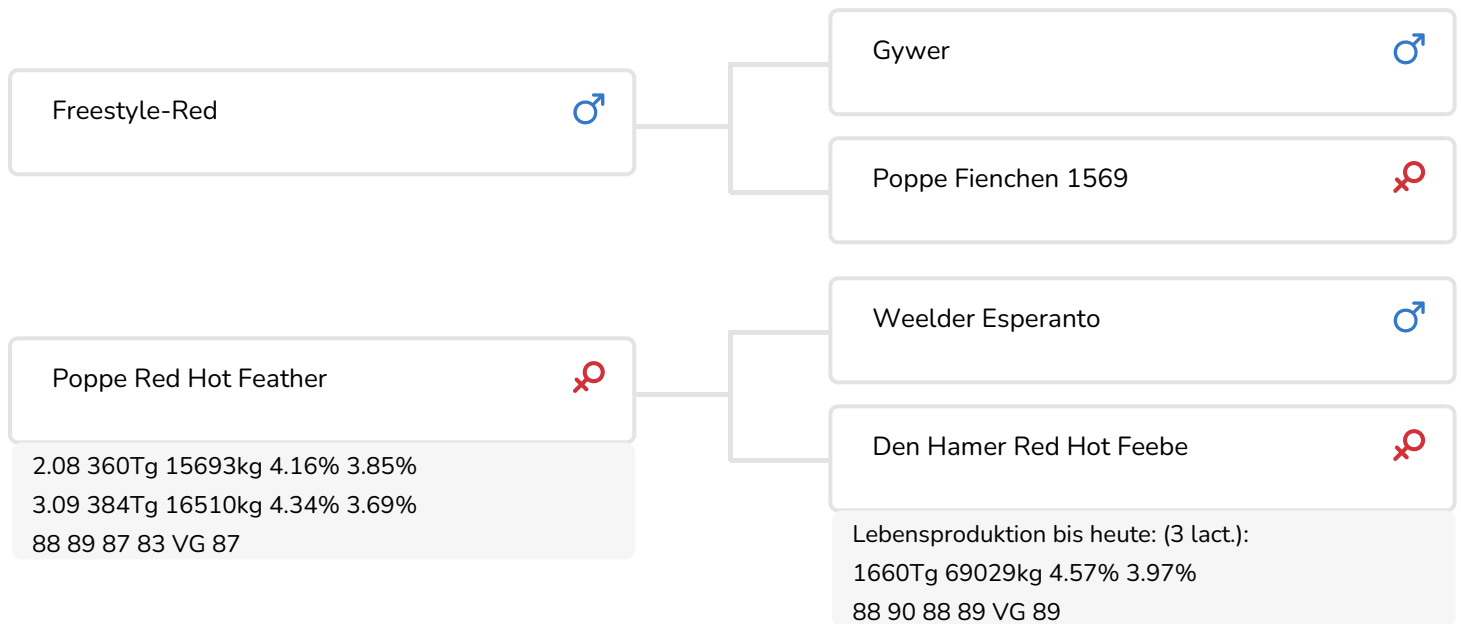 Gywer
Freestyle-Red
Poppe Fienchen 1569
Weelder Esperanto
Poppe Red Hot Feather
Den Hamer Red Hot Feebe
2.08 360Tg 15693kg 4.16% 3.85%
3.09 384Tg 16510kg 4.34% 3.69%
88 89 87 83 VG 87
Lebensproduktion bis heute: (3 lact.):
1660Tg 69029kg 4.57% 3.97%
88 90 88 89 VG 89